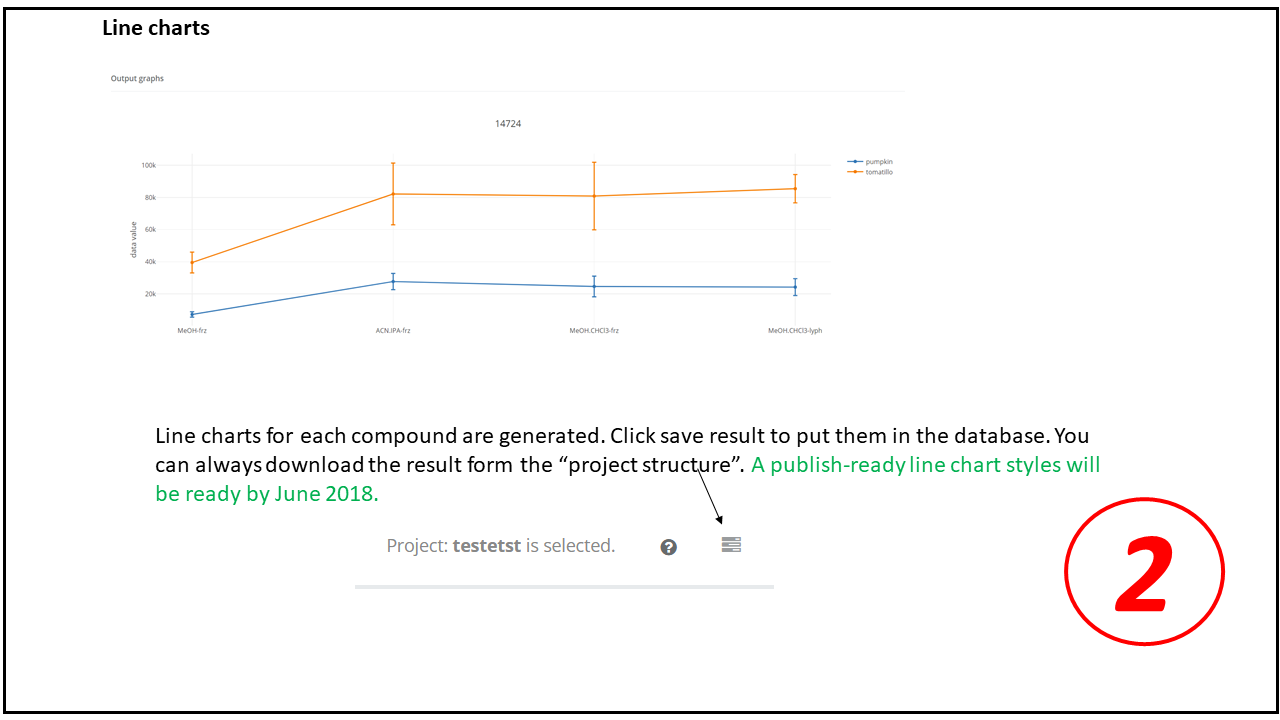 Line charts
Output graphs
14724
100k
80k
60k
40k
20k
data value
pumpkin
tomatillo
MeOH-frz
ACN.IPA-frz
MeOH.CHCl3-frz
MeOH.CHCl3-lyph
Line charts for each compound are generated. Click save result to put them in the database. You
can always download the result form the “project structure”. A publish-ready line chart styles will
be ready by June 2018.
Project: testetst is selected.
?
2